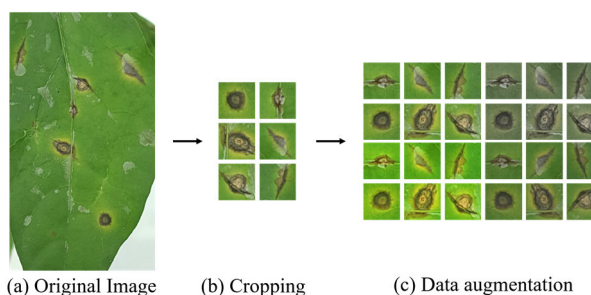 (a) Original Image
(b) Cropping
(c) Data augmentation